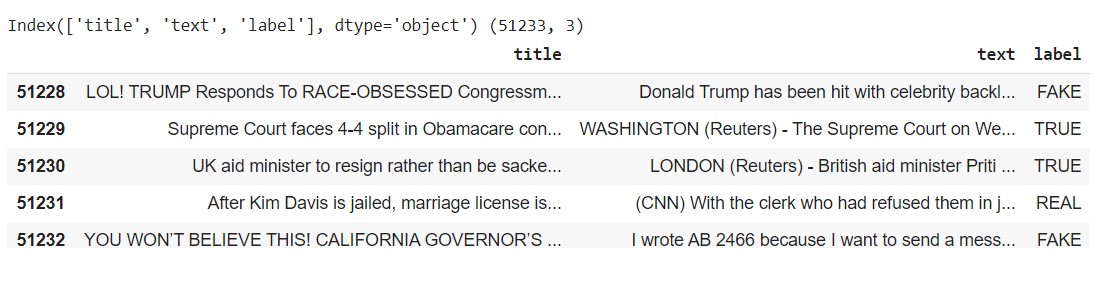 Index(['title', 'text', 'label'], dtype='object') (51233, 3)
title text label
51228 LOL! TRUMP Responds To RACE-OBSESSED Congressm... Donald Trump has been hit with celebrity backl... FAKE
51229 Supreme Court faces 4-4 split in Obamacare con... WASHINGTON (Reuters) - The Supreme Court on We... TRUE
51230 UK aid minister to resign rather than be sacke... LONDON (Reuters) - British aid minister Priti ... TRUE
51231 After Kim Davis is jailed, marriage license is... (CNN) With the clerk who had refused them in j... REAL
51232 YOU WON’T BELIEVE THIS! CALIFORNIA GOVERNOR’S ... I wrote AB 2466 because I want to send a mess... FAKE